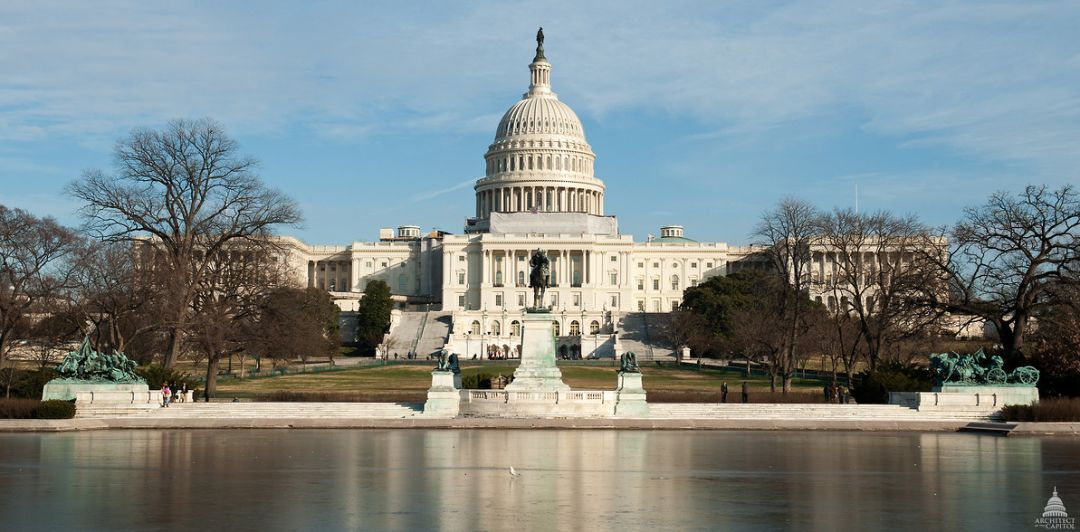 ARCHITECT
OF THE
CAPITOL